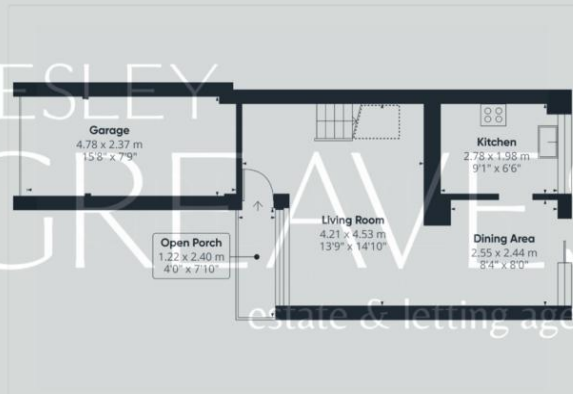 ESLEY
GREAVES
estate & letting age
Garage
4.78 x 2.37 m
15'8" x 7'9"
Open Porch
1.22 x 2.40 m
4'0" x 7'10"
Living Room
4.21 x 4.53 m
13'9" x 14'10"
Kitchen
2.78 x 1.98 m
9'1" x 6'6"
Dining Area
2.55 x 2.44 m
8'4" x 8'0"